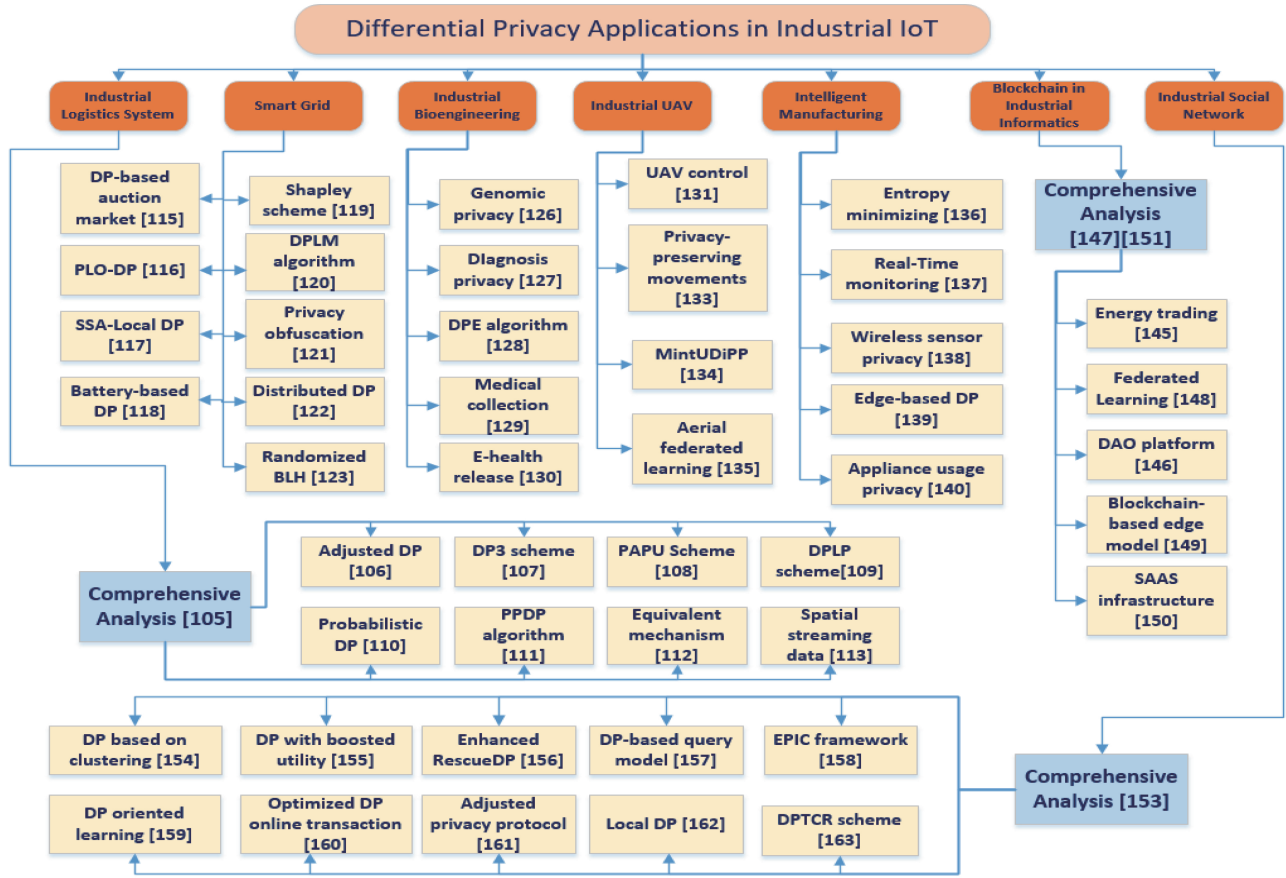 Differential Privacy Applications in Industrial IoT
Industrial
Logistics System
Smart Grid
Industrial
Bioengineering
Industrial UAV
Intelligent
Manufacturing
Blockchain in
Industrial
Informatics
Industrial Social
Network
DP-based
auction
market [115]
PLO-DP [116]
SSA-Local DP
[117]
Battery-based
DP [118]
Shapley
scheme [119]
DPLM
algorithm
[120]
Privacy
obfuscation
[121]
Distributed DP
[122]
Randomized
BLH [123]
Genomic
privacy [126]
DIagnosis
privacy [127]
DPE algorithm
[128]
Medical
collection
[129]
E-health
release [130]
UAV control
[131]
Privacy-
preserving
movements
[133]
MintUDiPP
[134]
Aerial
federated
learning [135]
Entropy
minimizing [136]
Real-Time
monitoring [137]
Wireless sensor
privacy [138]
Edge-based DP
[139]
Appliance usage
privacy [140]
Comprehensive
Analysis
[147][151]
Energy trading
[145]
Federated
Learning [148]
DAO platform
[146]
Blockchain-
based edge
model [149]
SAAS
infrastructure
[150]
Comprehensive
Analysis [105]
Adjusted DP
[106]
DP3 scheme
[107]
PAPU Scheme
[108]
DPLP
scheme[109]
Probabilistic
DP [110]
PPDP
algorithm
[111]
Equivalent
mechanism
[112]
Spatial
streaming
data [113]
DP based on
clustering [154]
DP with boosted
utility [155]
Enhanced
RescueDP [156]
DP-based query
model [157]
EPIC framework
[158]
DP oriented
learning [159]
Optimized DP
online transaction
[160]
Adjusted
privacy protocol
[161]
Local DP [162]
DPTCR scheme
[163]
Comprehensive
Analysis [153]